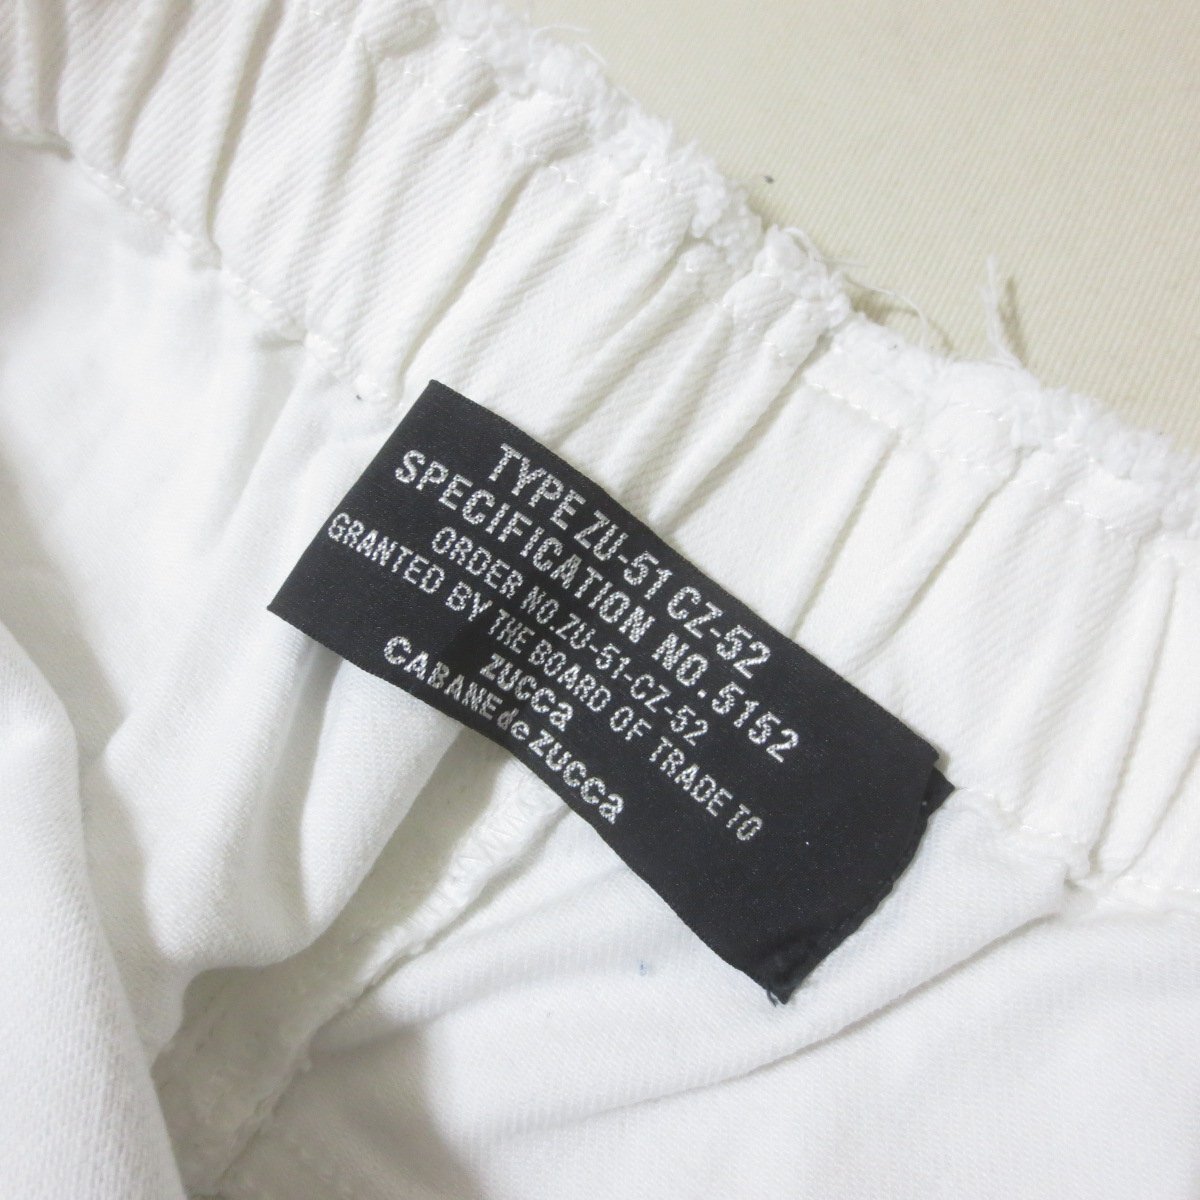 TYPE ZU-51 CZ-52
SPECIFICATION NO. 5152
ORDER NO.ZU-51-CZ-52
GRANTED BY THE BOARD OF TRADE TO
ZUCCa
CABANE de ZUCCa